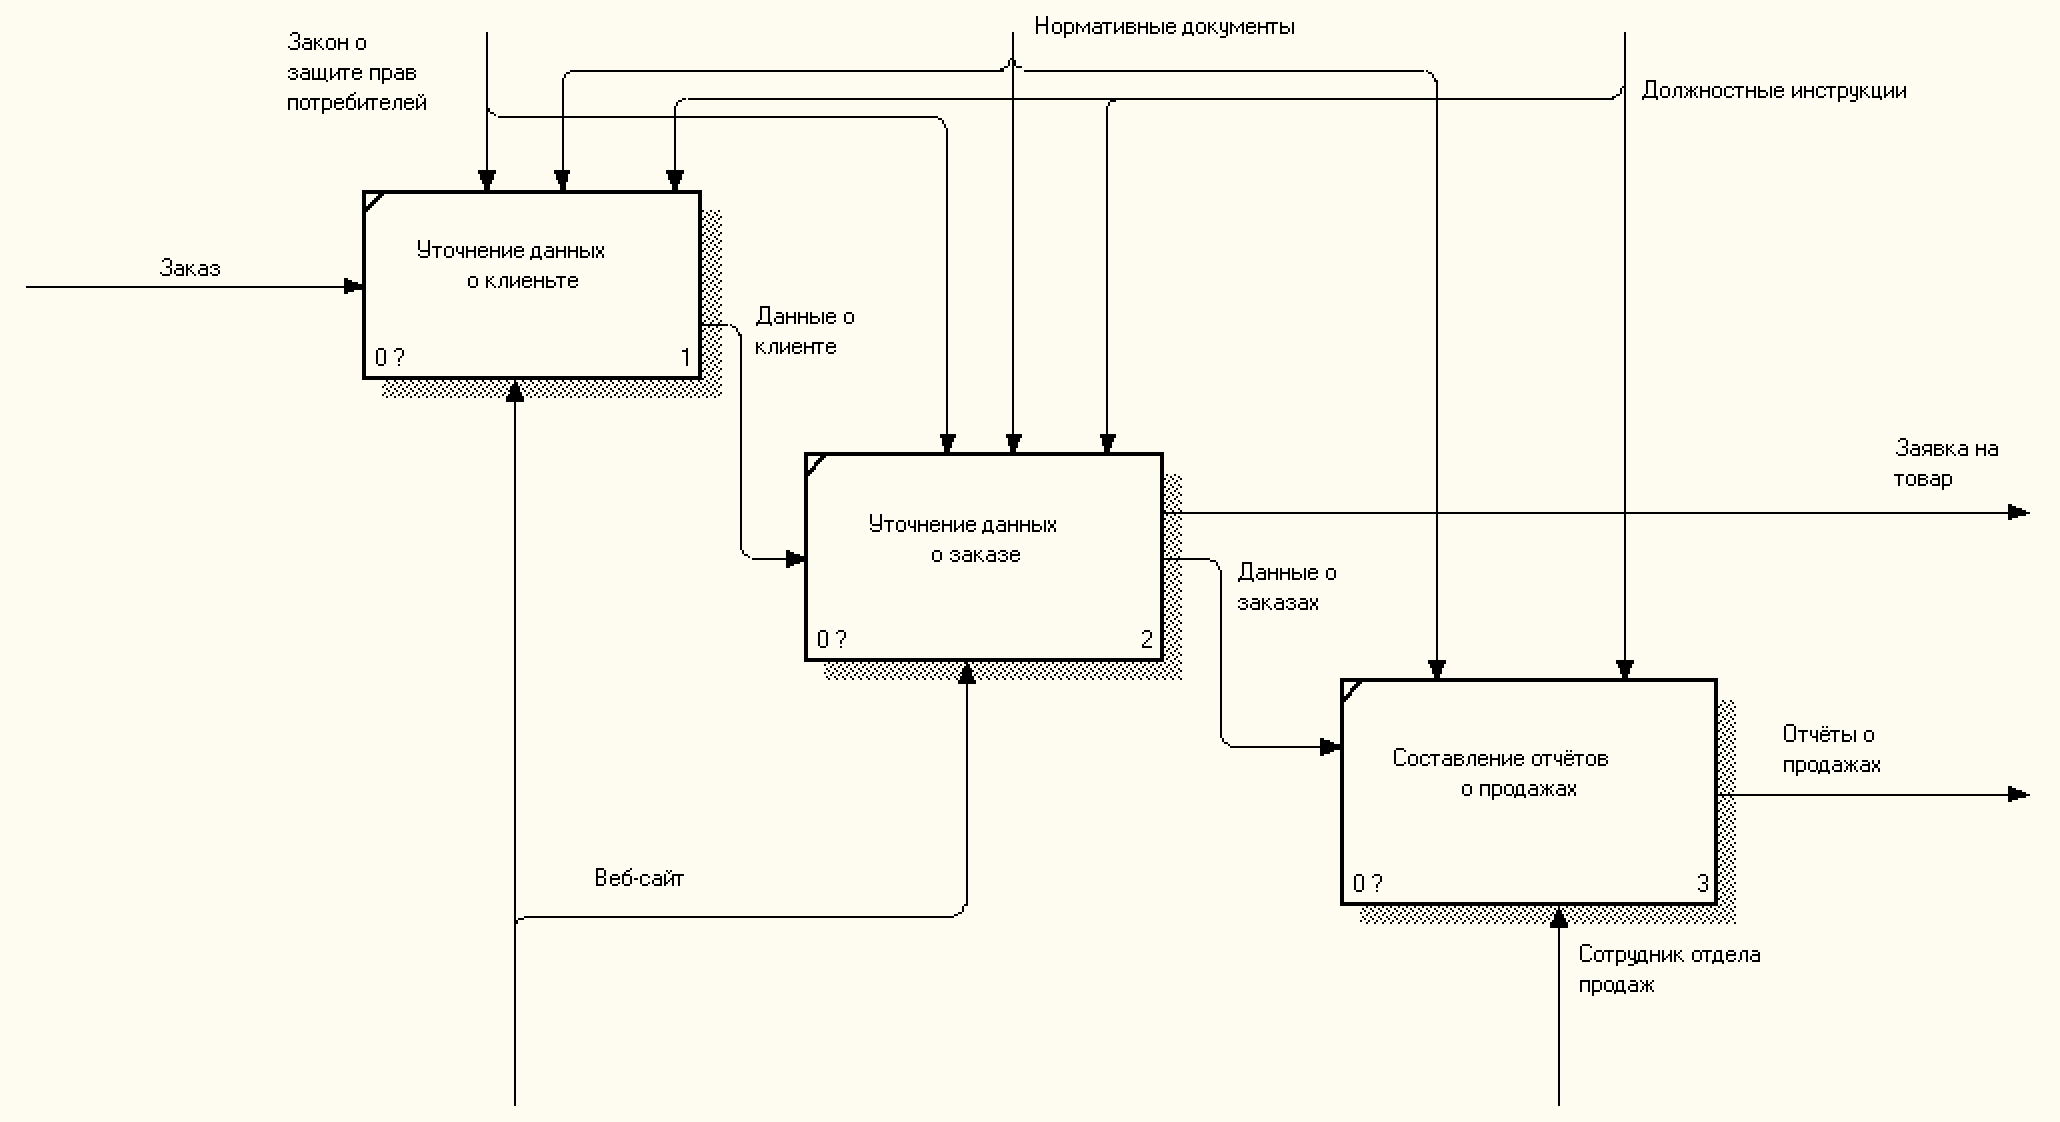 Нормативные документы
Закон о
защите прав
потребителей
Должностные инструкции
Заказ
Уточнение данных
о клиеньте
0 ?
1
Данные о
клиенте
Заявка на
товар
Уточнение данных
о заказе
0 ?
2
Данные о
заказах
Составление отчётов
о продажах
0 ?
3
Отчёты о
продажах
Веб-сайт
Сотрудник отдела
продаж